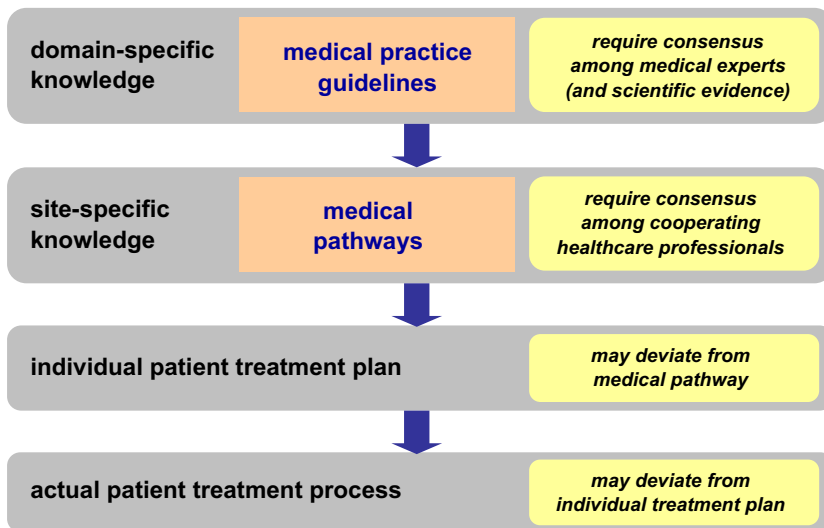 domain-specific
knowledge
medical practice
guidelines
require consensus
among medical experts
(and scientific evidence)
site-specific
knowledge
medical
pathways
require consensus
among cooperating
healthcare professionals
individual patient treatment plan
may deviate from
medical pathway
actual patient treatment process
may deviate from
individual treatment plan